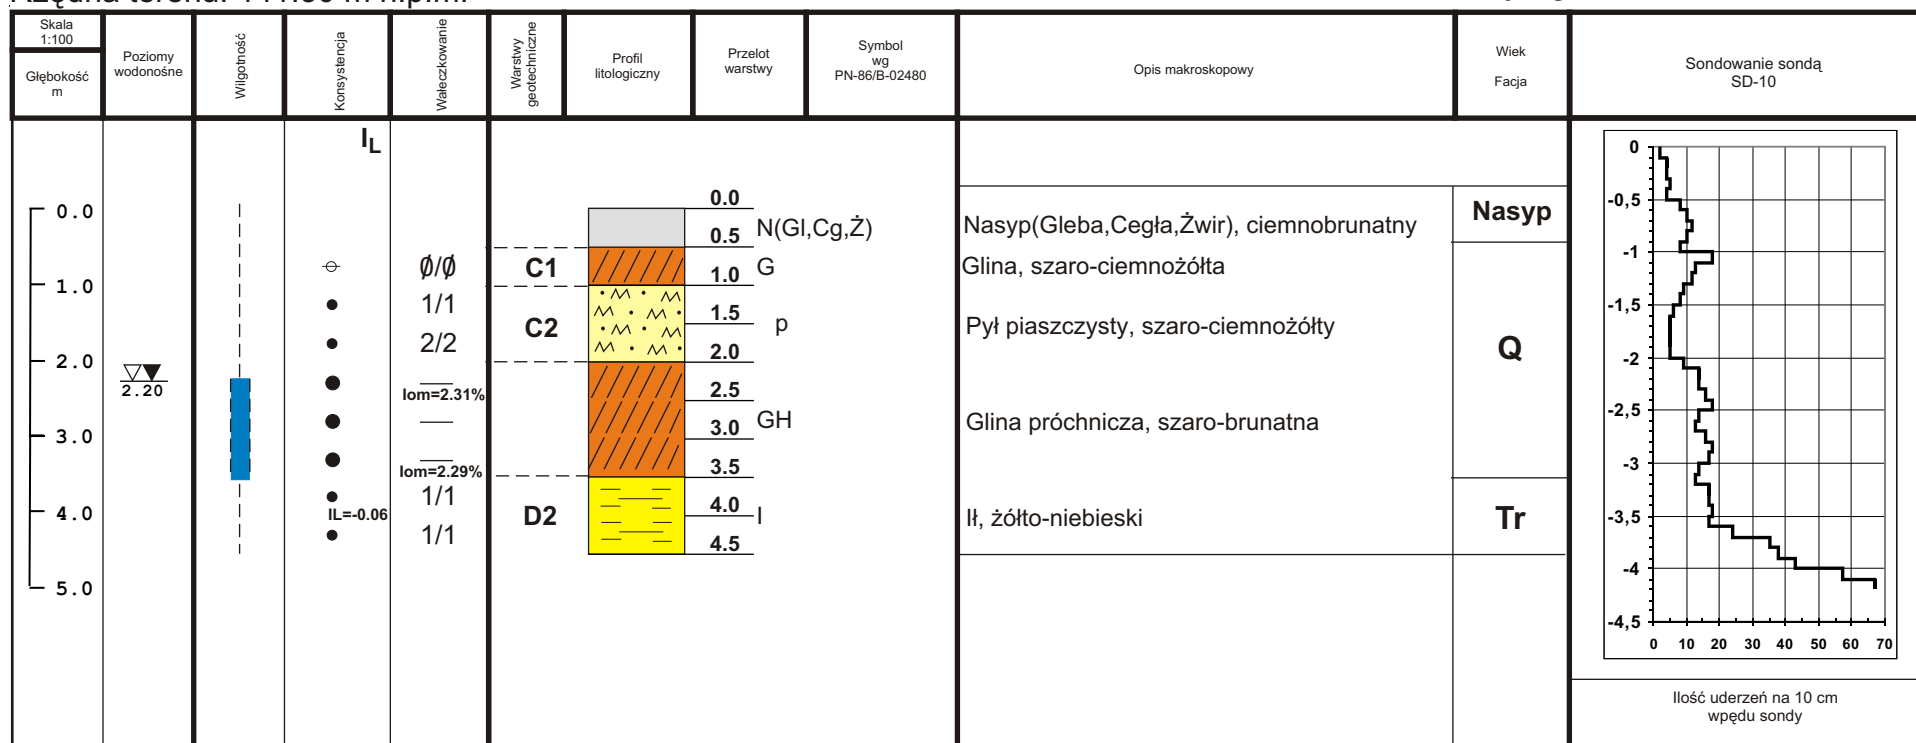 Skala
1:100
Głębokość
m
Poziomy
wodonośne
Wilgotność
Konsystencja
Wałeczkowanie
Warstwy
geotechniczne
Profil
litologiczny
Przelot
warstwy
Symbol
wg
PN-86/B-02480
Opis makroskopowy
Wiek
Facja
Sondowanie sondą
SD-10
IL
0.0
1.0
2.0
3.0
4.0
5.0
2.20
Ø/Ø
1/1
2/2
Iom=2.31%
Iom=2.29%
1/1
IL=-0.06
1/1
C1
C2
D2
0.0
0.5
1.0
1.5
2.0
2.5
3.0
3.5
4.0
4.5
N(Gl,Cg,Ż)
G
p
GH
I
Nasyp(Gleba,Cegła,Żwir), ciemnobrunatny
Glina, szaro-ciemnożółta
Pył piaszczysty, szaro-ciemnożółty
Glina próchnicza, szaro-brunatna
Ił, żółto-niebieski
Nasyp
Q
Tr
0
-0,5
-1
-1,5
-2
-2,5
-3
-3,5
-4
-4,5
0 10 20 30 40 50 60 70
Ilość uderzeń na 10 cm
wpędu sondy